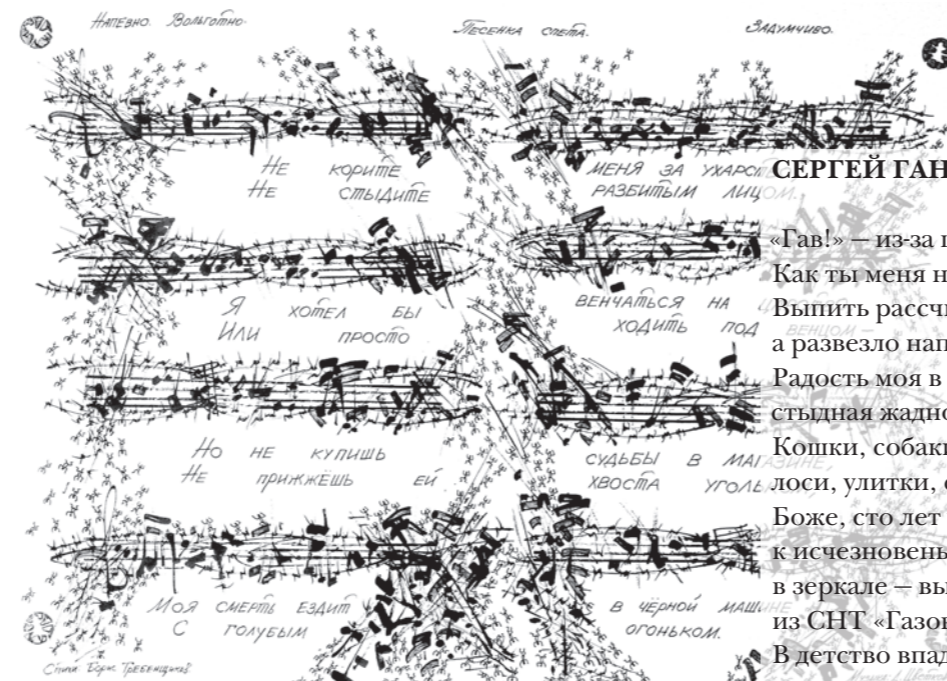 Напевно. Вольготно. Песенка спета. Задумчиво.
Не корите меня за ухарст
Не стыдите разбитым лицом.
Я хотел бы венчаться на
Или просто ходить под венцом —
Но не купишь судьбы в магазине,
Не прижжёшь ей хвоста угольком,
Моя смерть ездит в чёрной машине
С голубым огоньком.
Стихи: Борис Гребенщиков
СЕРГЕЙ ГАН
«Гав!» — из-за
Как ты меня н
Выпить рассчи
а развезло нап
Радость моя в
стыдная жадно
Кошки, собаки
лоси, улитки,
Боже, сто лет
к исчезновень
в зеркале — вы
из СНТ «Газов
В детство впад